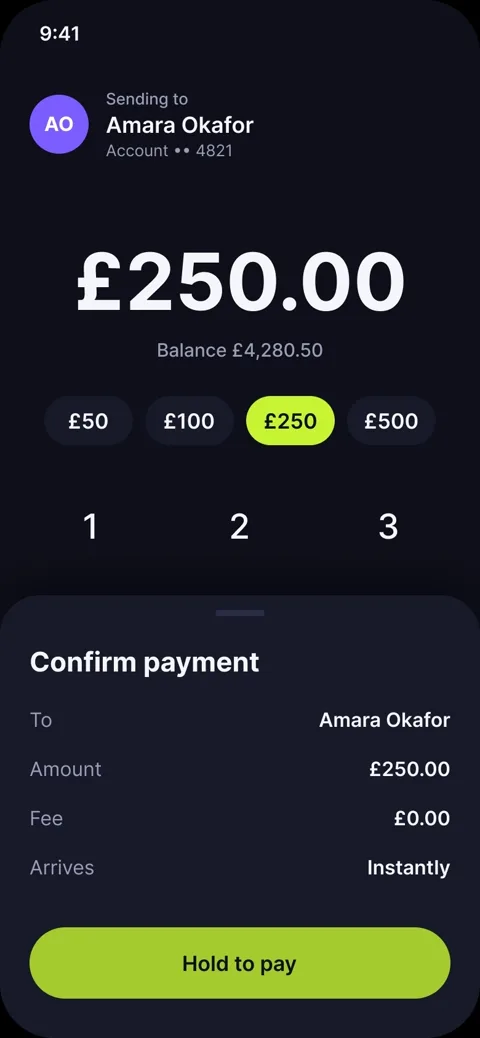 9:41
AO
Sending to
Amara Okafor
Account •• 4821
£250.00
Balance £4,280.50
£50 £100 £250 £500
1 2 3
Confirm payment
To Amara Okafor
Amount £250.00
Fee £0.00
Arrives Instantly
Hold to pay